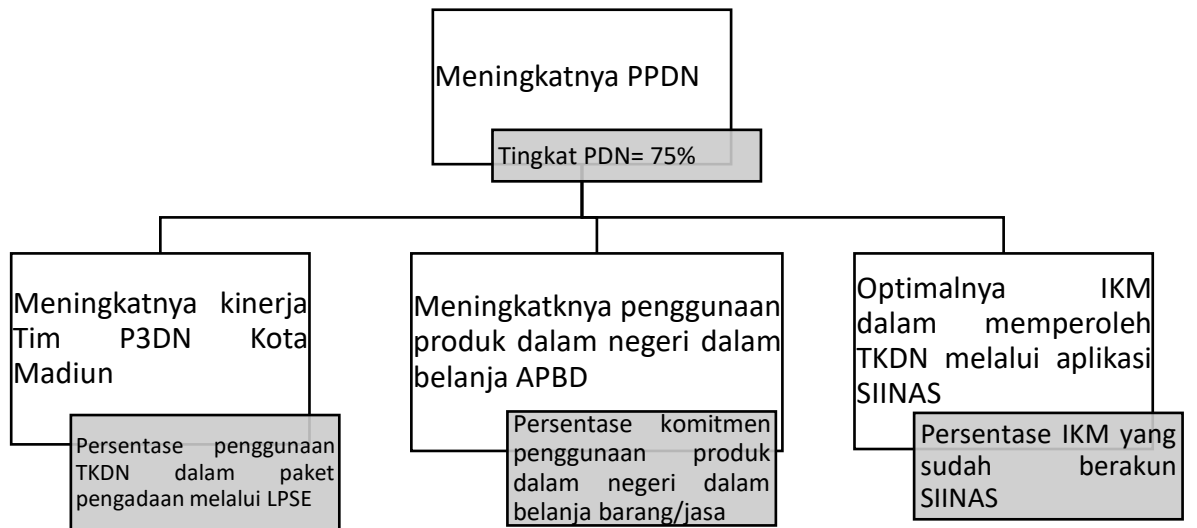 Meningkatnya PPDN
Tingkat PDN= 75%
Meningkatnya kinerja
Tim P3DN Kota
Madiun
Persentase penggunaan
TKDN dalam paket
pengadaan melalui LPSE
Meningkatknya penggunaan
produk dalam negeri dalam
belanja APBD
Persentase komitmen
penggunaan produk
dalam negeri dalam
belanja barang/jasa
Optimalnya IKM
dalam memperoleh
TKDN melalui aplikasi
SIINAS
Persentase IKM yang
sudah berakun
SIINAS